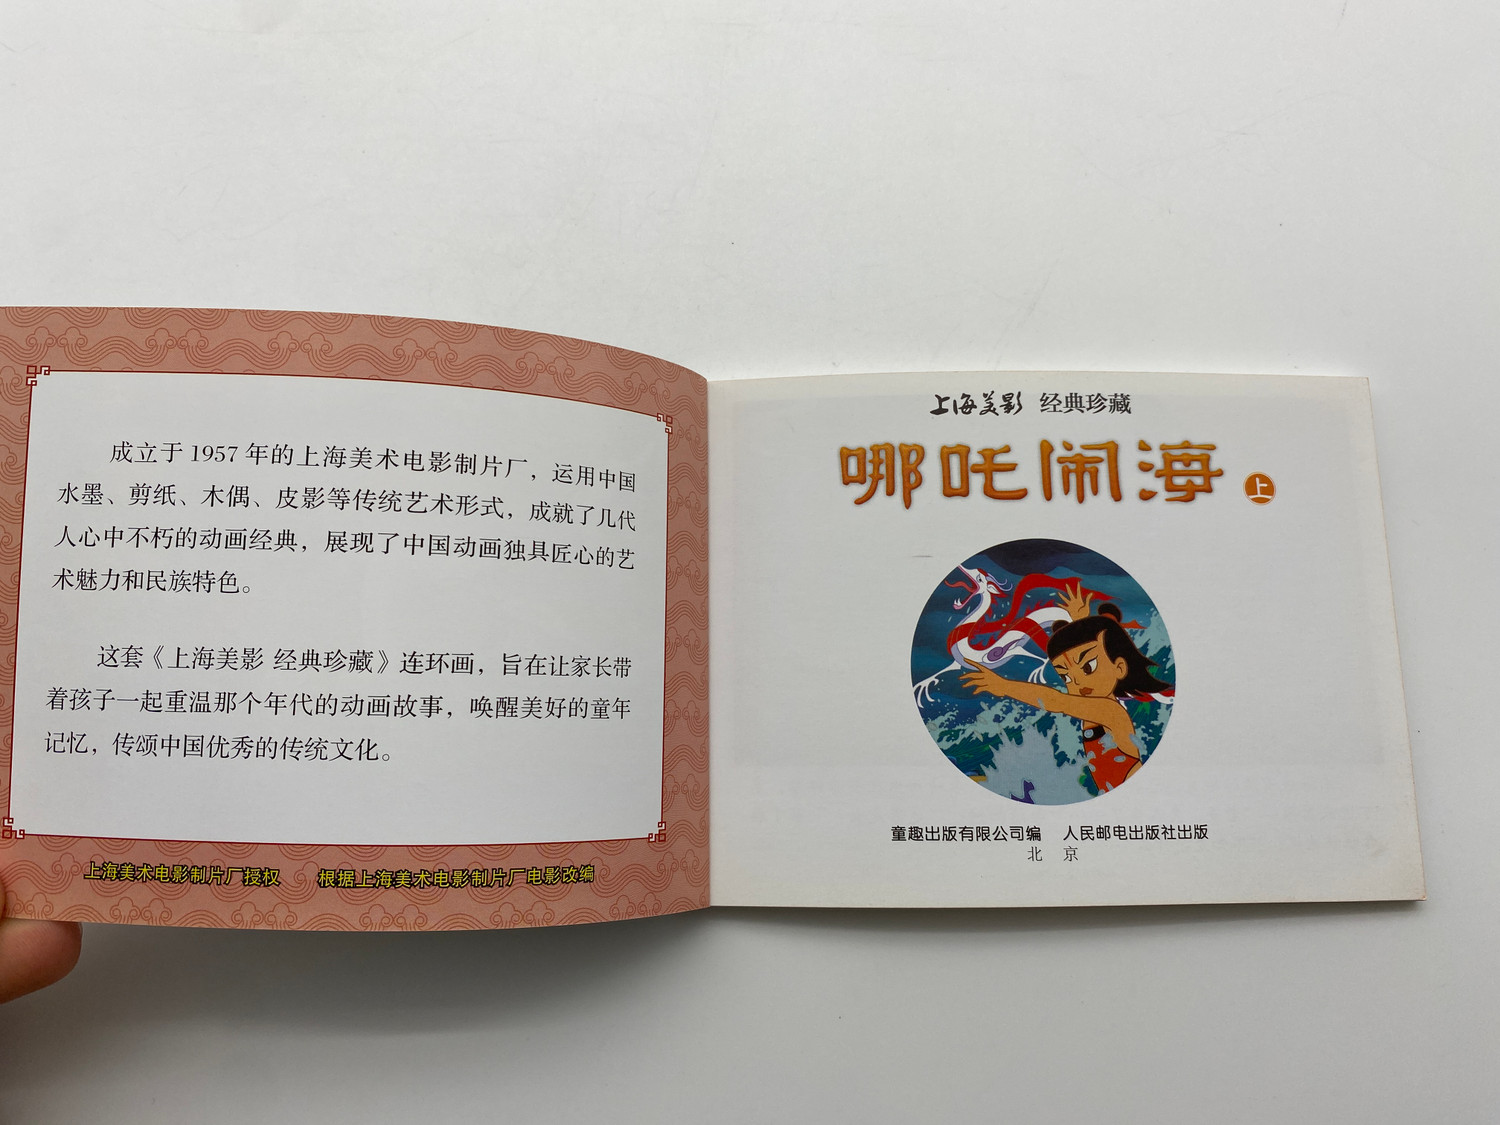 成立于 1957 年的上海美术电影制片厂，运用中国
水墨、剪纸、木偶、皮影等传统艺术形式，成就了几代
人心中不朽的动画经典，展现了中国动画独具匠心的艺
术魅力和民族特色。
这套《上海美影 经典珍藏》连环画，旨在让家长带
着孩子一起重温那个年代的动画故事，唤醒美好的童年
记忆，传颂中国优秀的传统文化。
上海美术电影制片厂授权 根据上海美术电影制片厂电影改编
上海美影 经典珍藏
哪吒闹海 上
童趣出版有限公司编 人民邮电出版社出版
北 京